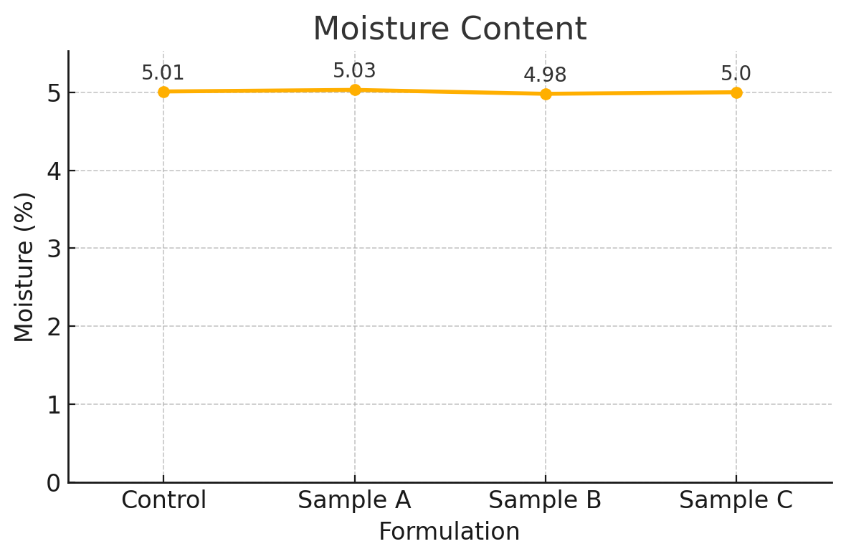 Moisture Content
5.01
5.03
4.98
5.0
5
4
3
2
1
0
Moisture (%)
Control
Sample A
Sample B
Sample C
Formulation